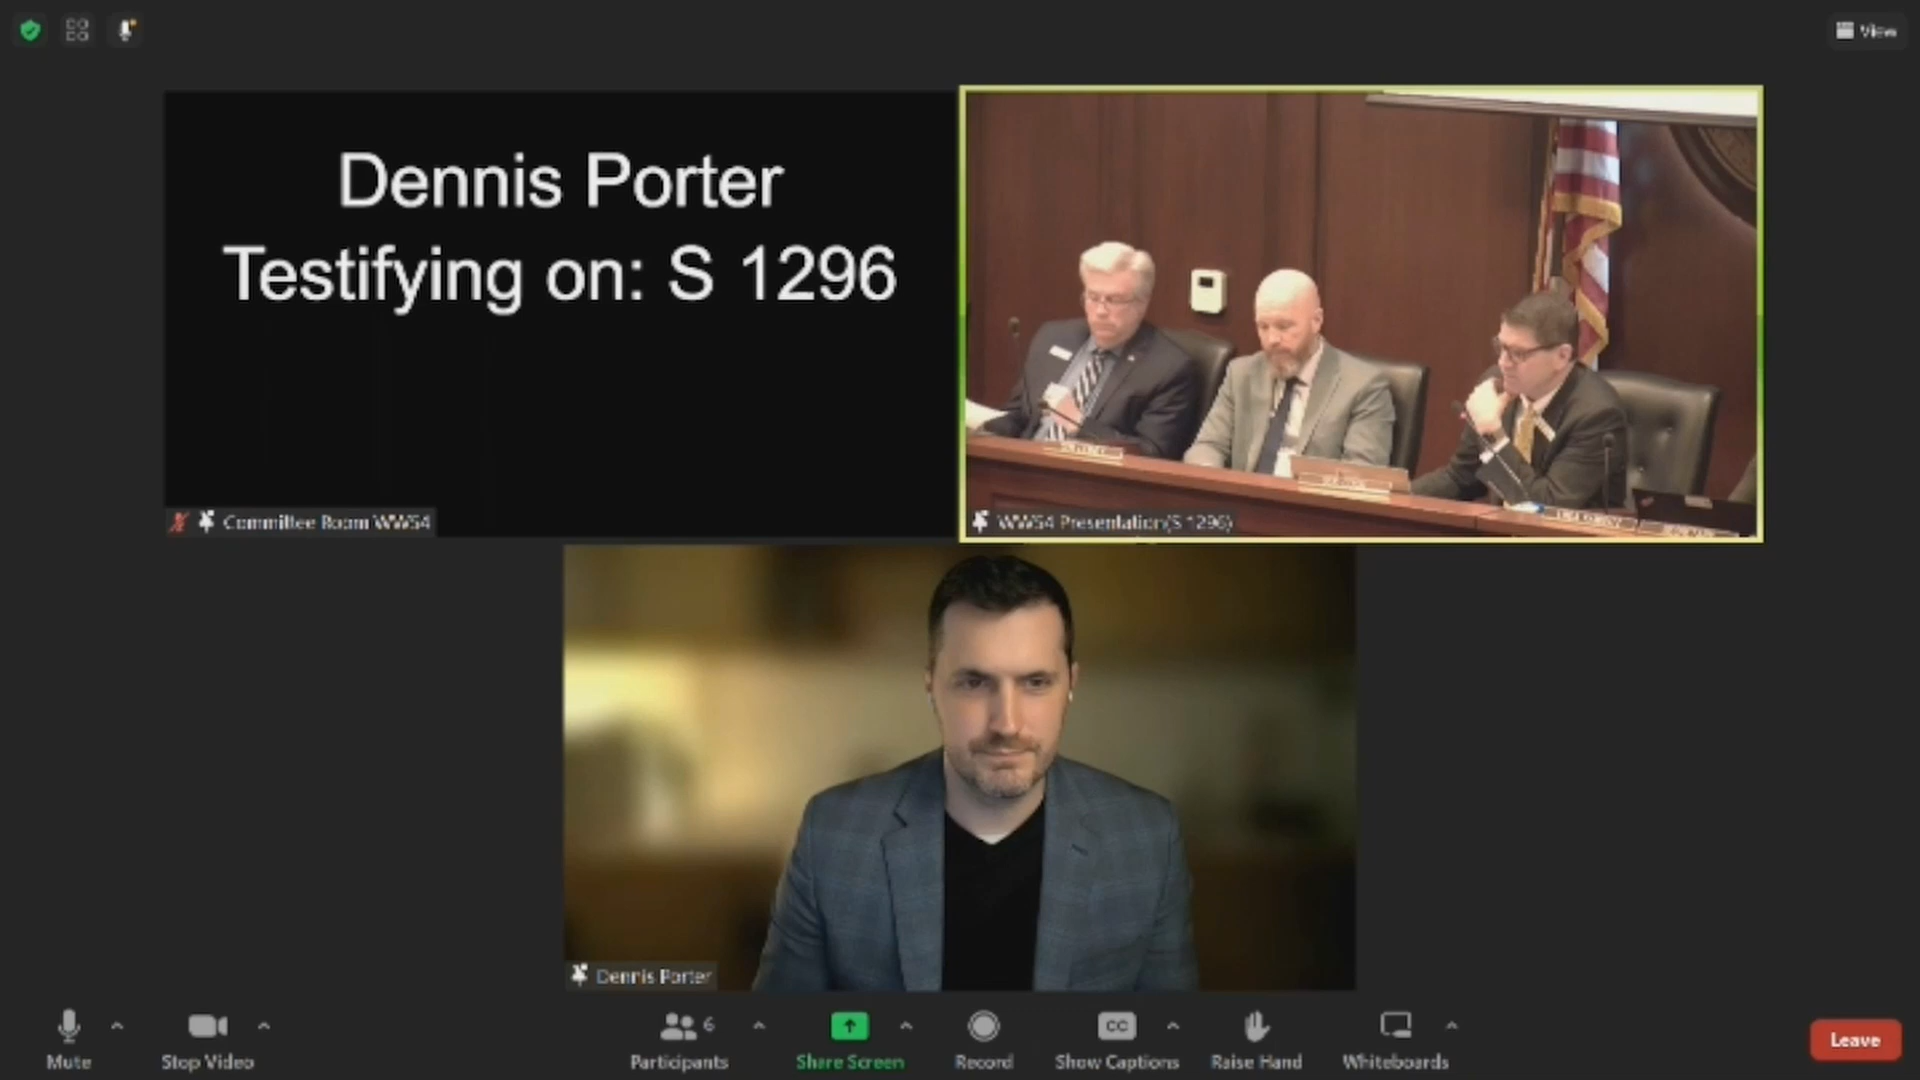 View
Dennis Porter
Testifying on: S 1296
Committee Room WW54
WW54 Presentation(S 1296)
Dennis Porter
6
CC
Mute
Stop Video
Participants
Share Screen
Record
Show Captions
Raise Hand
Whiteboards
Leave